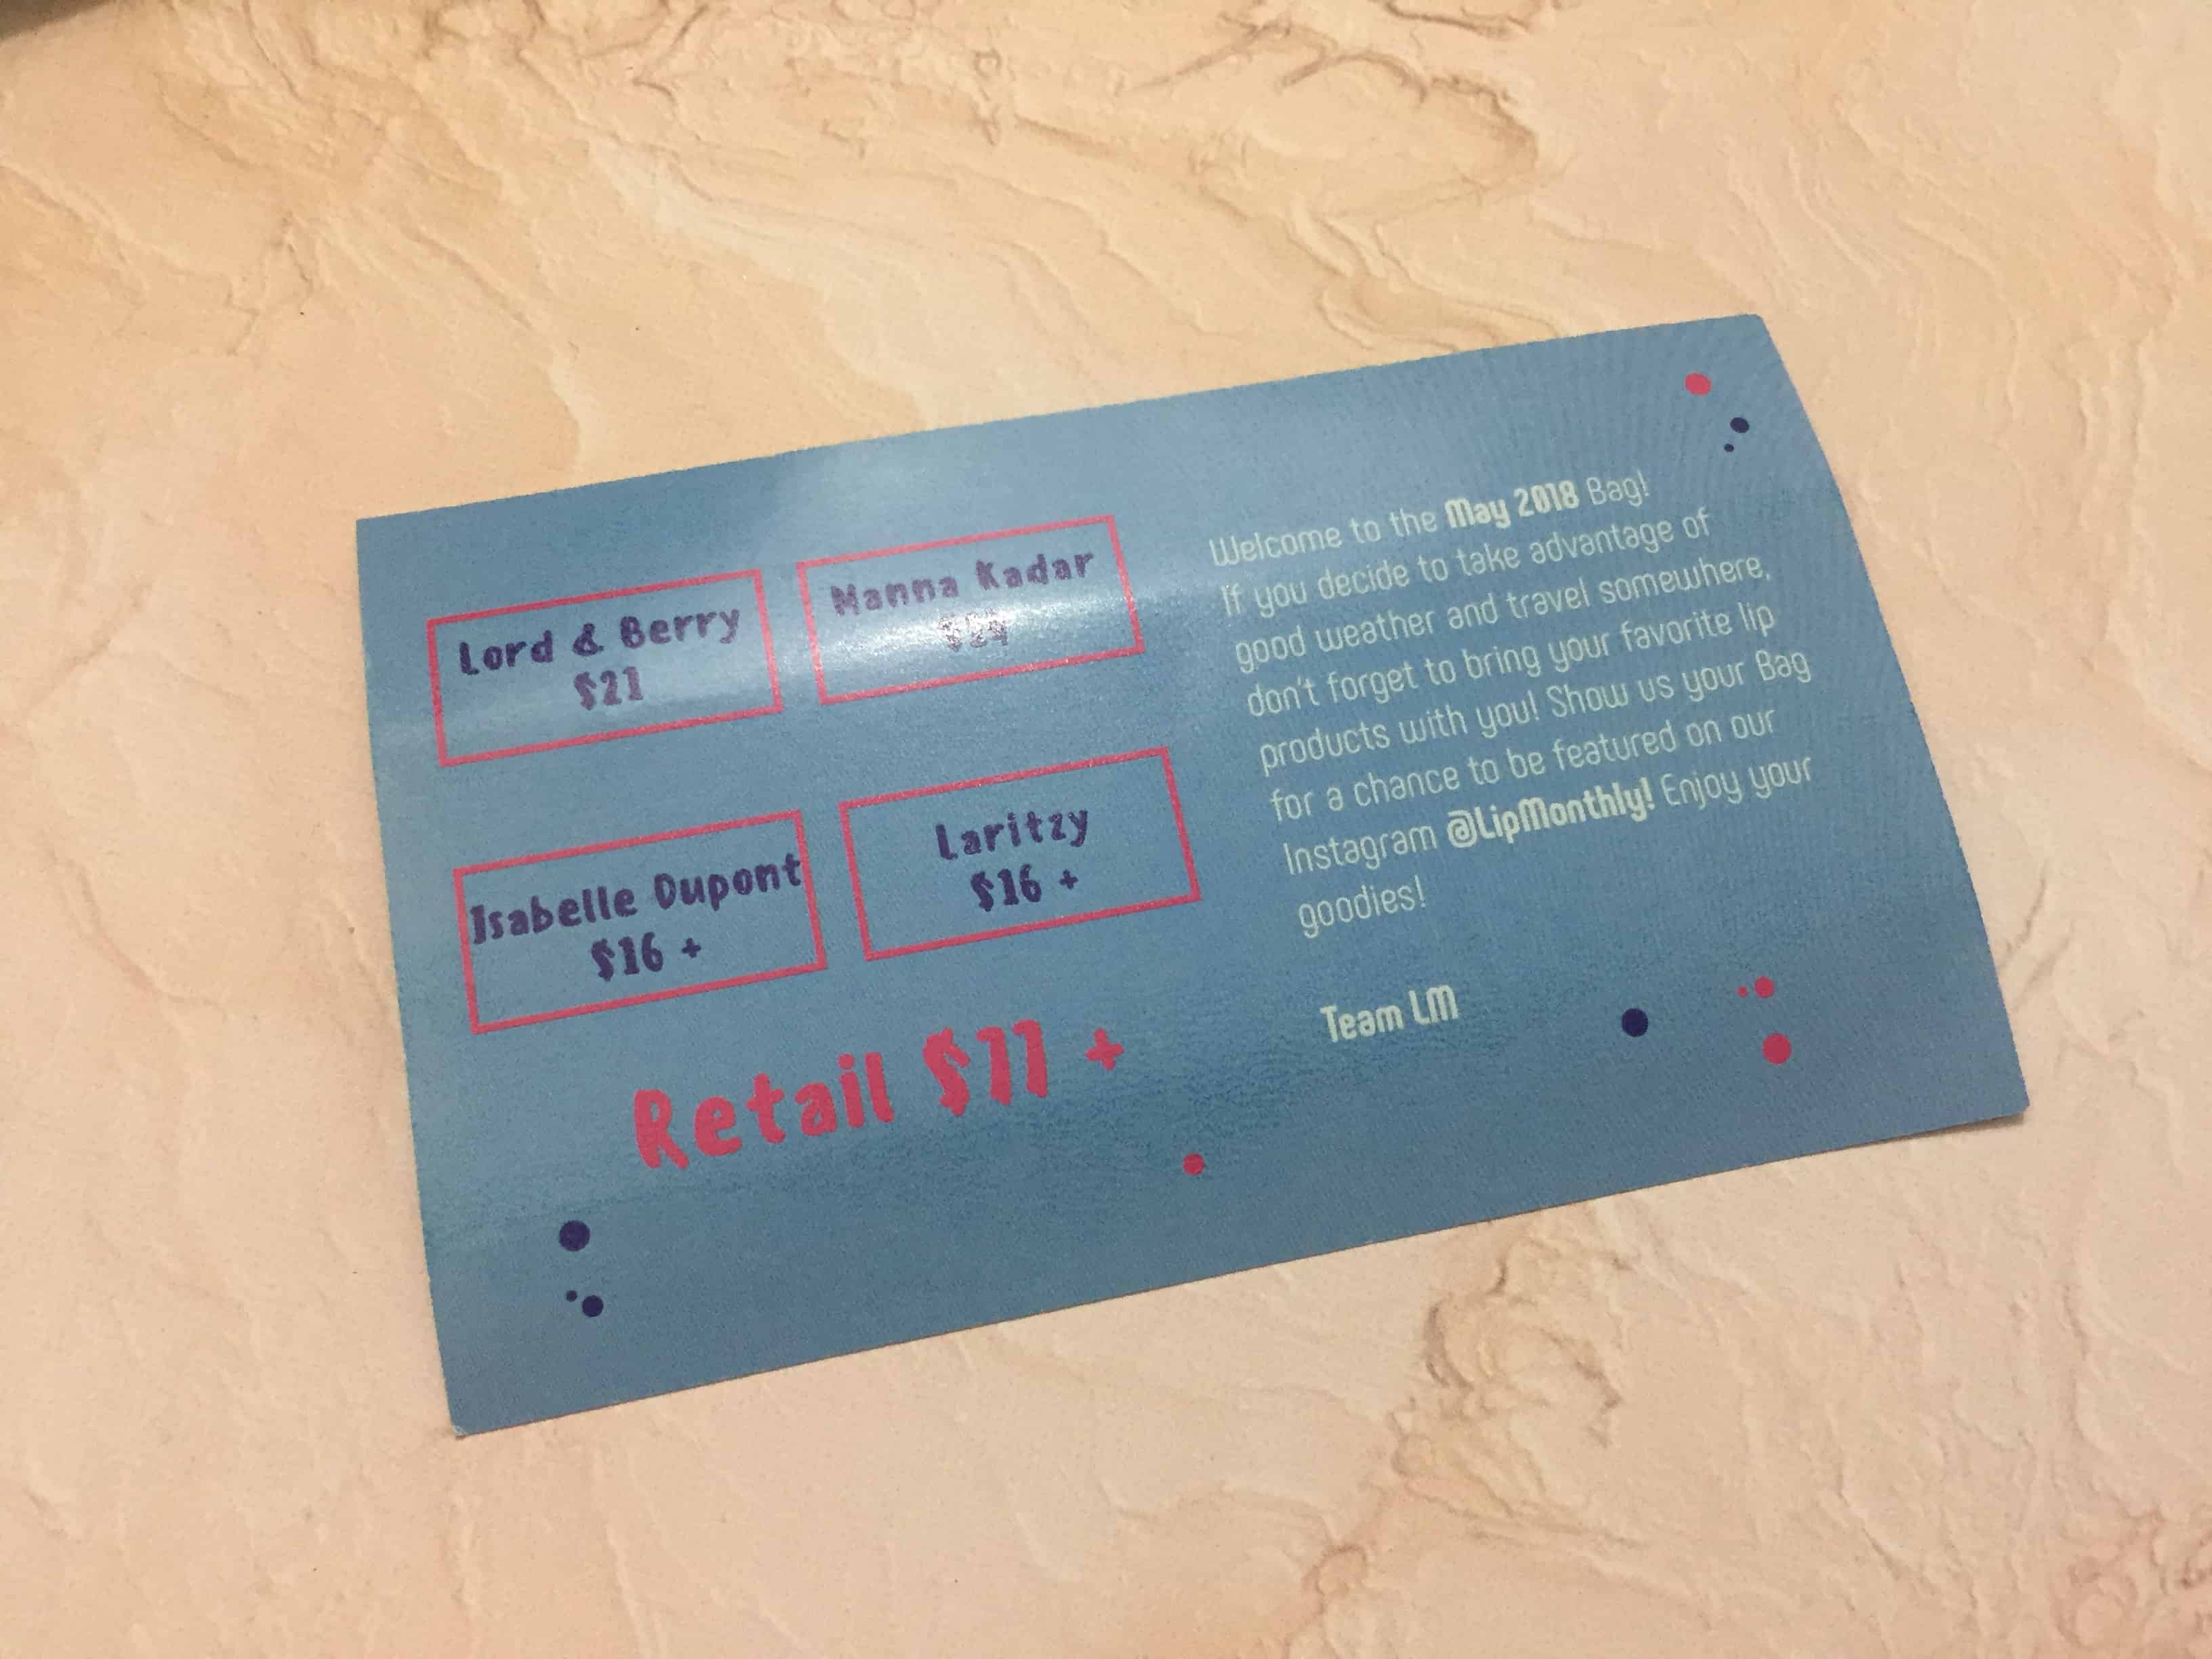 Lord & Berry
$21
Manna Kadar
$24
Isabelle Dupont
$16 +
Laritzy
$16 +
Retail $77 +
Welcome to the May 2018 Bag!
If you decide to take advantage of
good weather and travel somewhere,
don't forget to bring your favorite lip
products with you! Show us your Bag
for a chance to be featured on our
Instagram @LipMonthly! Enjoy your
goodies!
Team LM